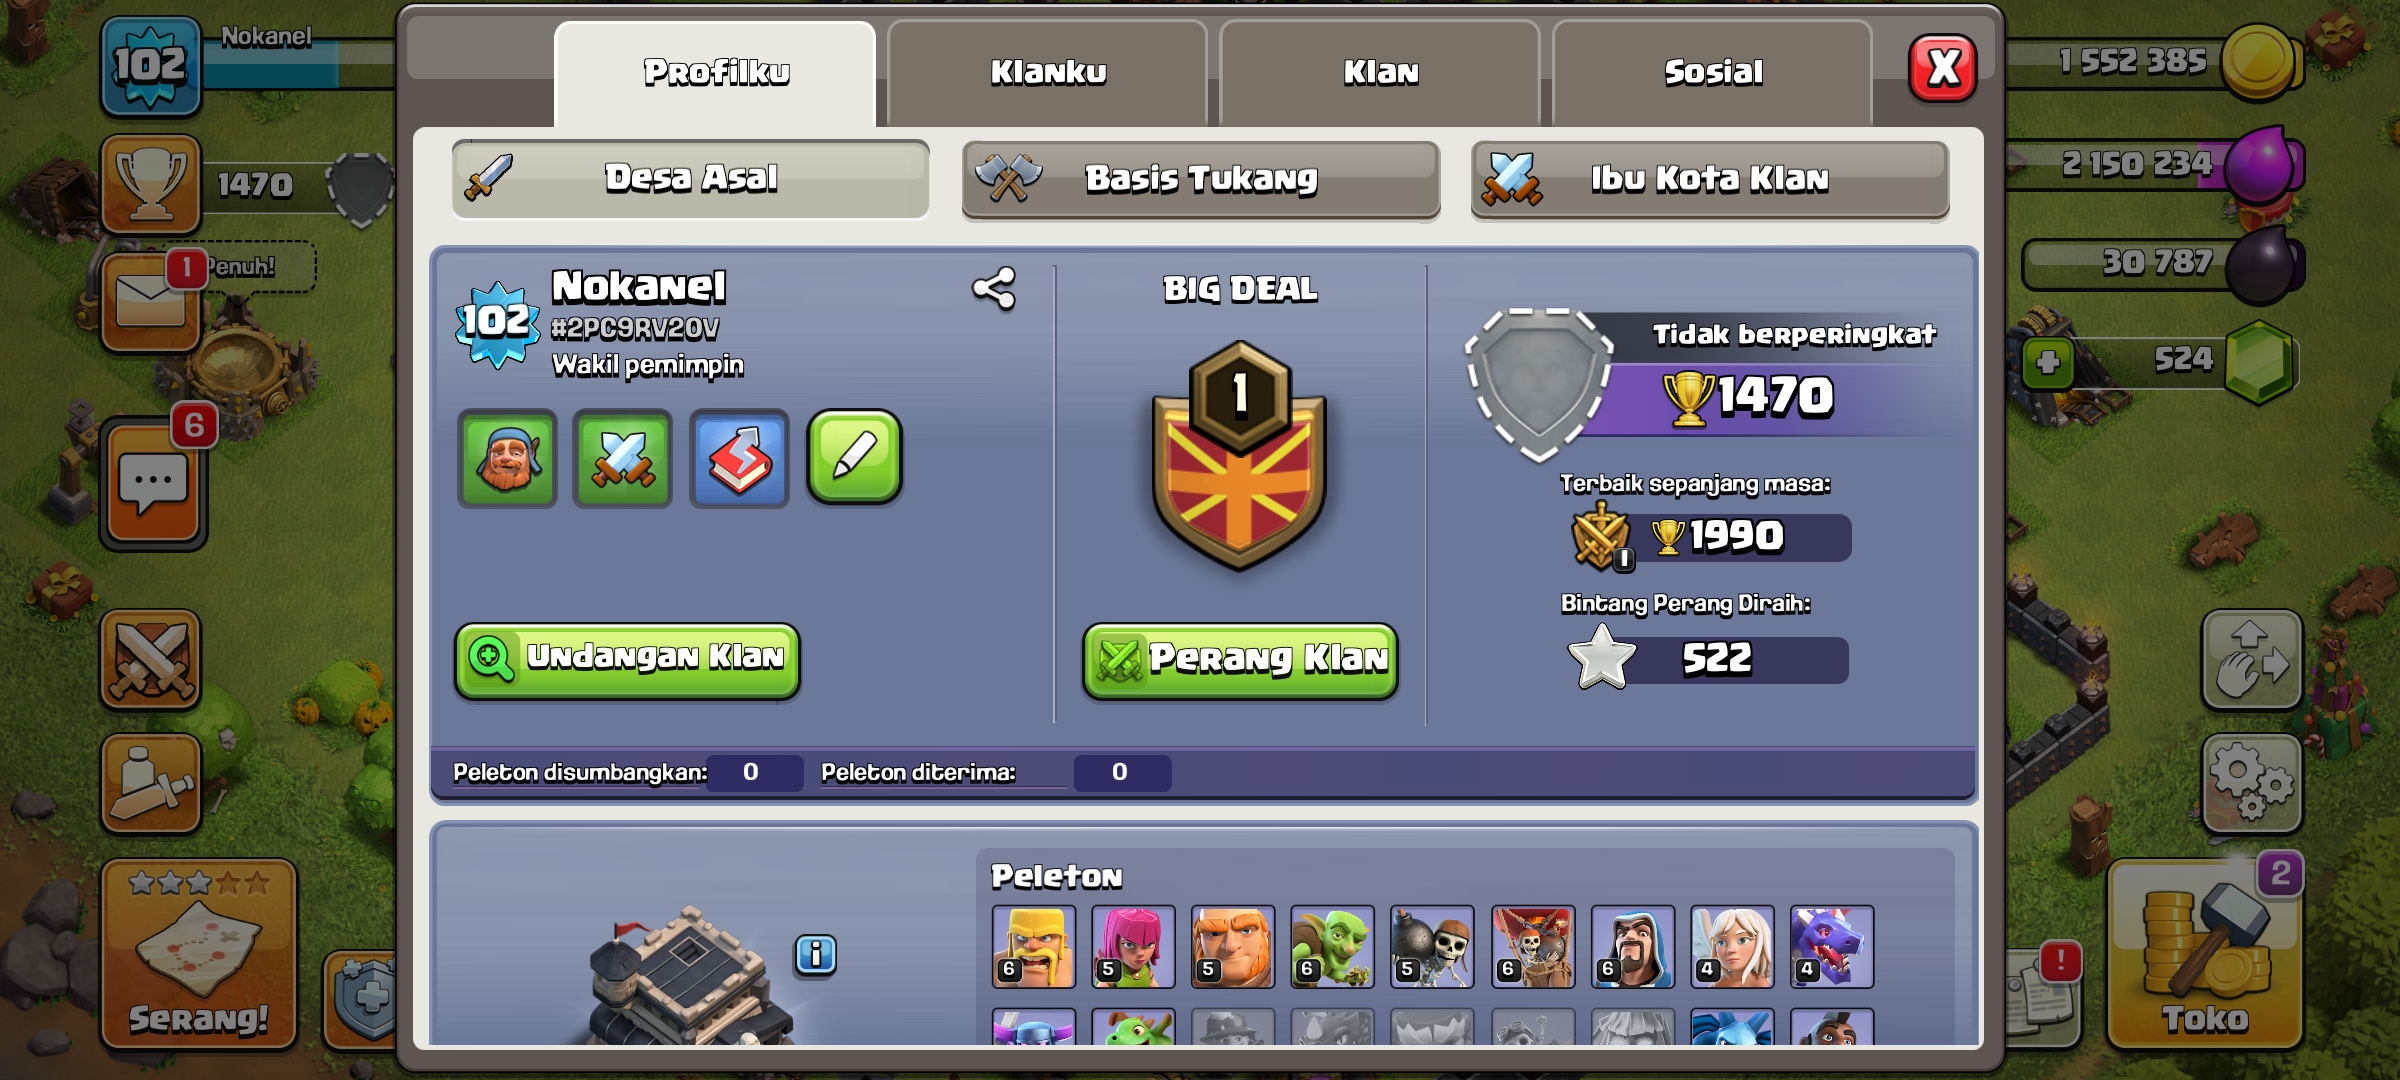 102
Nokanel
Profilku
Klanku
Klan
Sosial
X
1 552 385
1470
Desa Asal
Basis Tukang
Ibu Kota Klan
2 150 234
1
Penuh!
30 787
102
Nokanel
#2PC9RV20V
Wakil pemimpin
BIG DEAL
1
Tidak berperingkat
1470
524
6
Terbaik sepanjang masa:
I
1990
Bintang Perang Diraih:
522
Undangan Klan
Perang Klan
Peleton disumbangkan:
0
Peleton diterima:
0
Peleton
6
5
5
6
5
6
6
4
4
i
Serang!
!
2
Toko